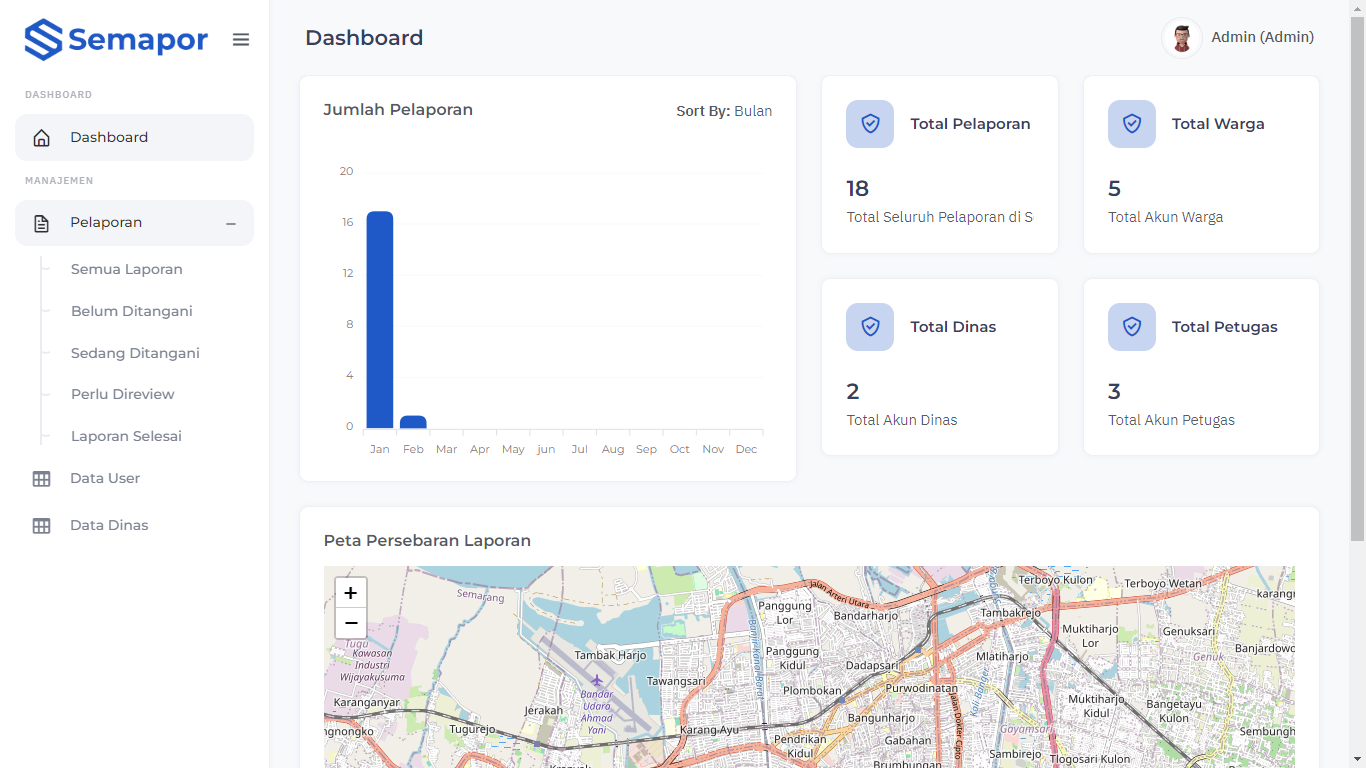 Semapor
DASHBOARD
Dashboard
MANAJEMEN
Pelaporan
Semua Laporan
Belum Ditangani
Sedang Ditangani
Perlu Direview
Laporan Selesai
Data User
Data Dinas
Dashboard
Admin (Admin)
Jumlah Pelaporan
Sort By: Bulan
20
16
12
8
4
0
Jan Feb Mar Apr May jun Jul Aug Sep Oct Nov Dec
Total Pelaporan
18
Total Seluruh Pelaporan di S
Total Warga
5
Total Akun Warga
Total Dinas
2
Total Akun Dinas
Total Petugas
3
Total Akun Petugas
Peta Persebaran Laporan
+
−
Semarang
Tugu
Kawasan
Industri
Wijayakusuma
Karanganyar
ngnongko
Tugurejo
Jerakah
Tambak Harjo
Bandar
Udara
Ahmad
Yani
Tawangsari
Karang Ayu
Panggung
Lor
Panggung
Kidul
Plombokan
Pendrikan
Kidul
Jalan Arteri Utara
Bandarharjo
Dadapsari
Purwodinatan
Bangunharjo
Gabahan
Brumbungan
Jalan Dokter Cipto
Kali Banger
Terboyo Kulon
Terboyo Wetan
Tambakrejo
Mlatiharjo
Muktiharjo
Lor
Genuksari
Genuk
Banjardowo
karang
Muktiharjo
Kidul
Bangetayu
Kulon
Gayamsari
Sambirejo
Tlogosari Kulon
Sembungh